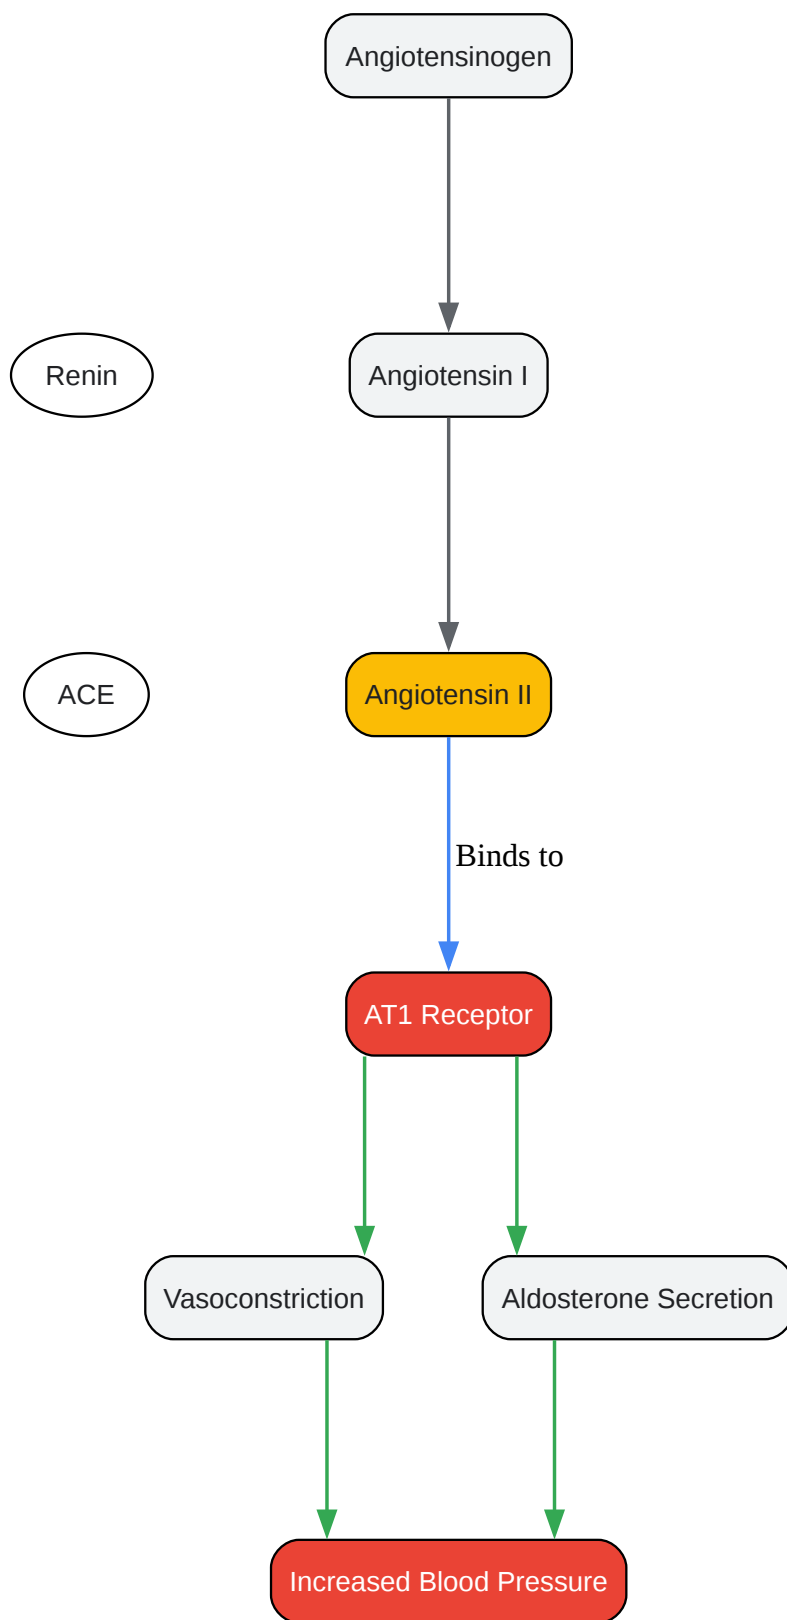 Angiotensinogen
Renin
Angiotensin I
ACE
Angiotensin II
Binds to
AT1 Receptor
Vasoconstriction
Aldosterone Secretion
Increased Blood Pressure